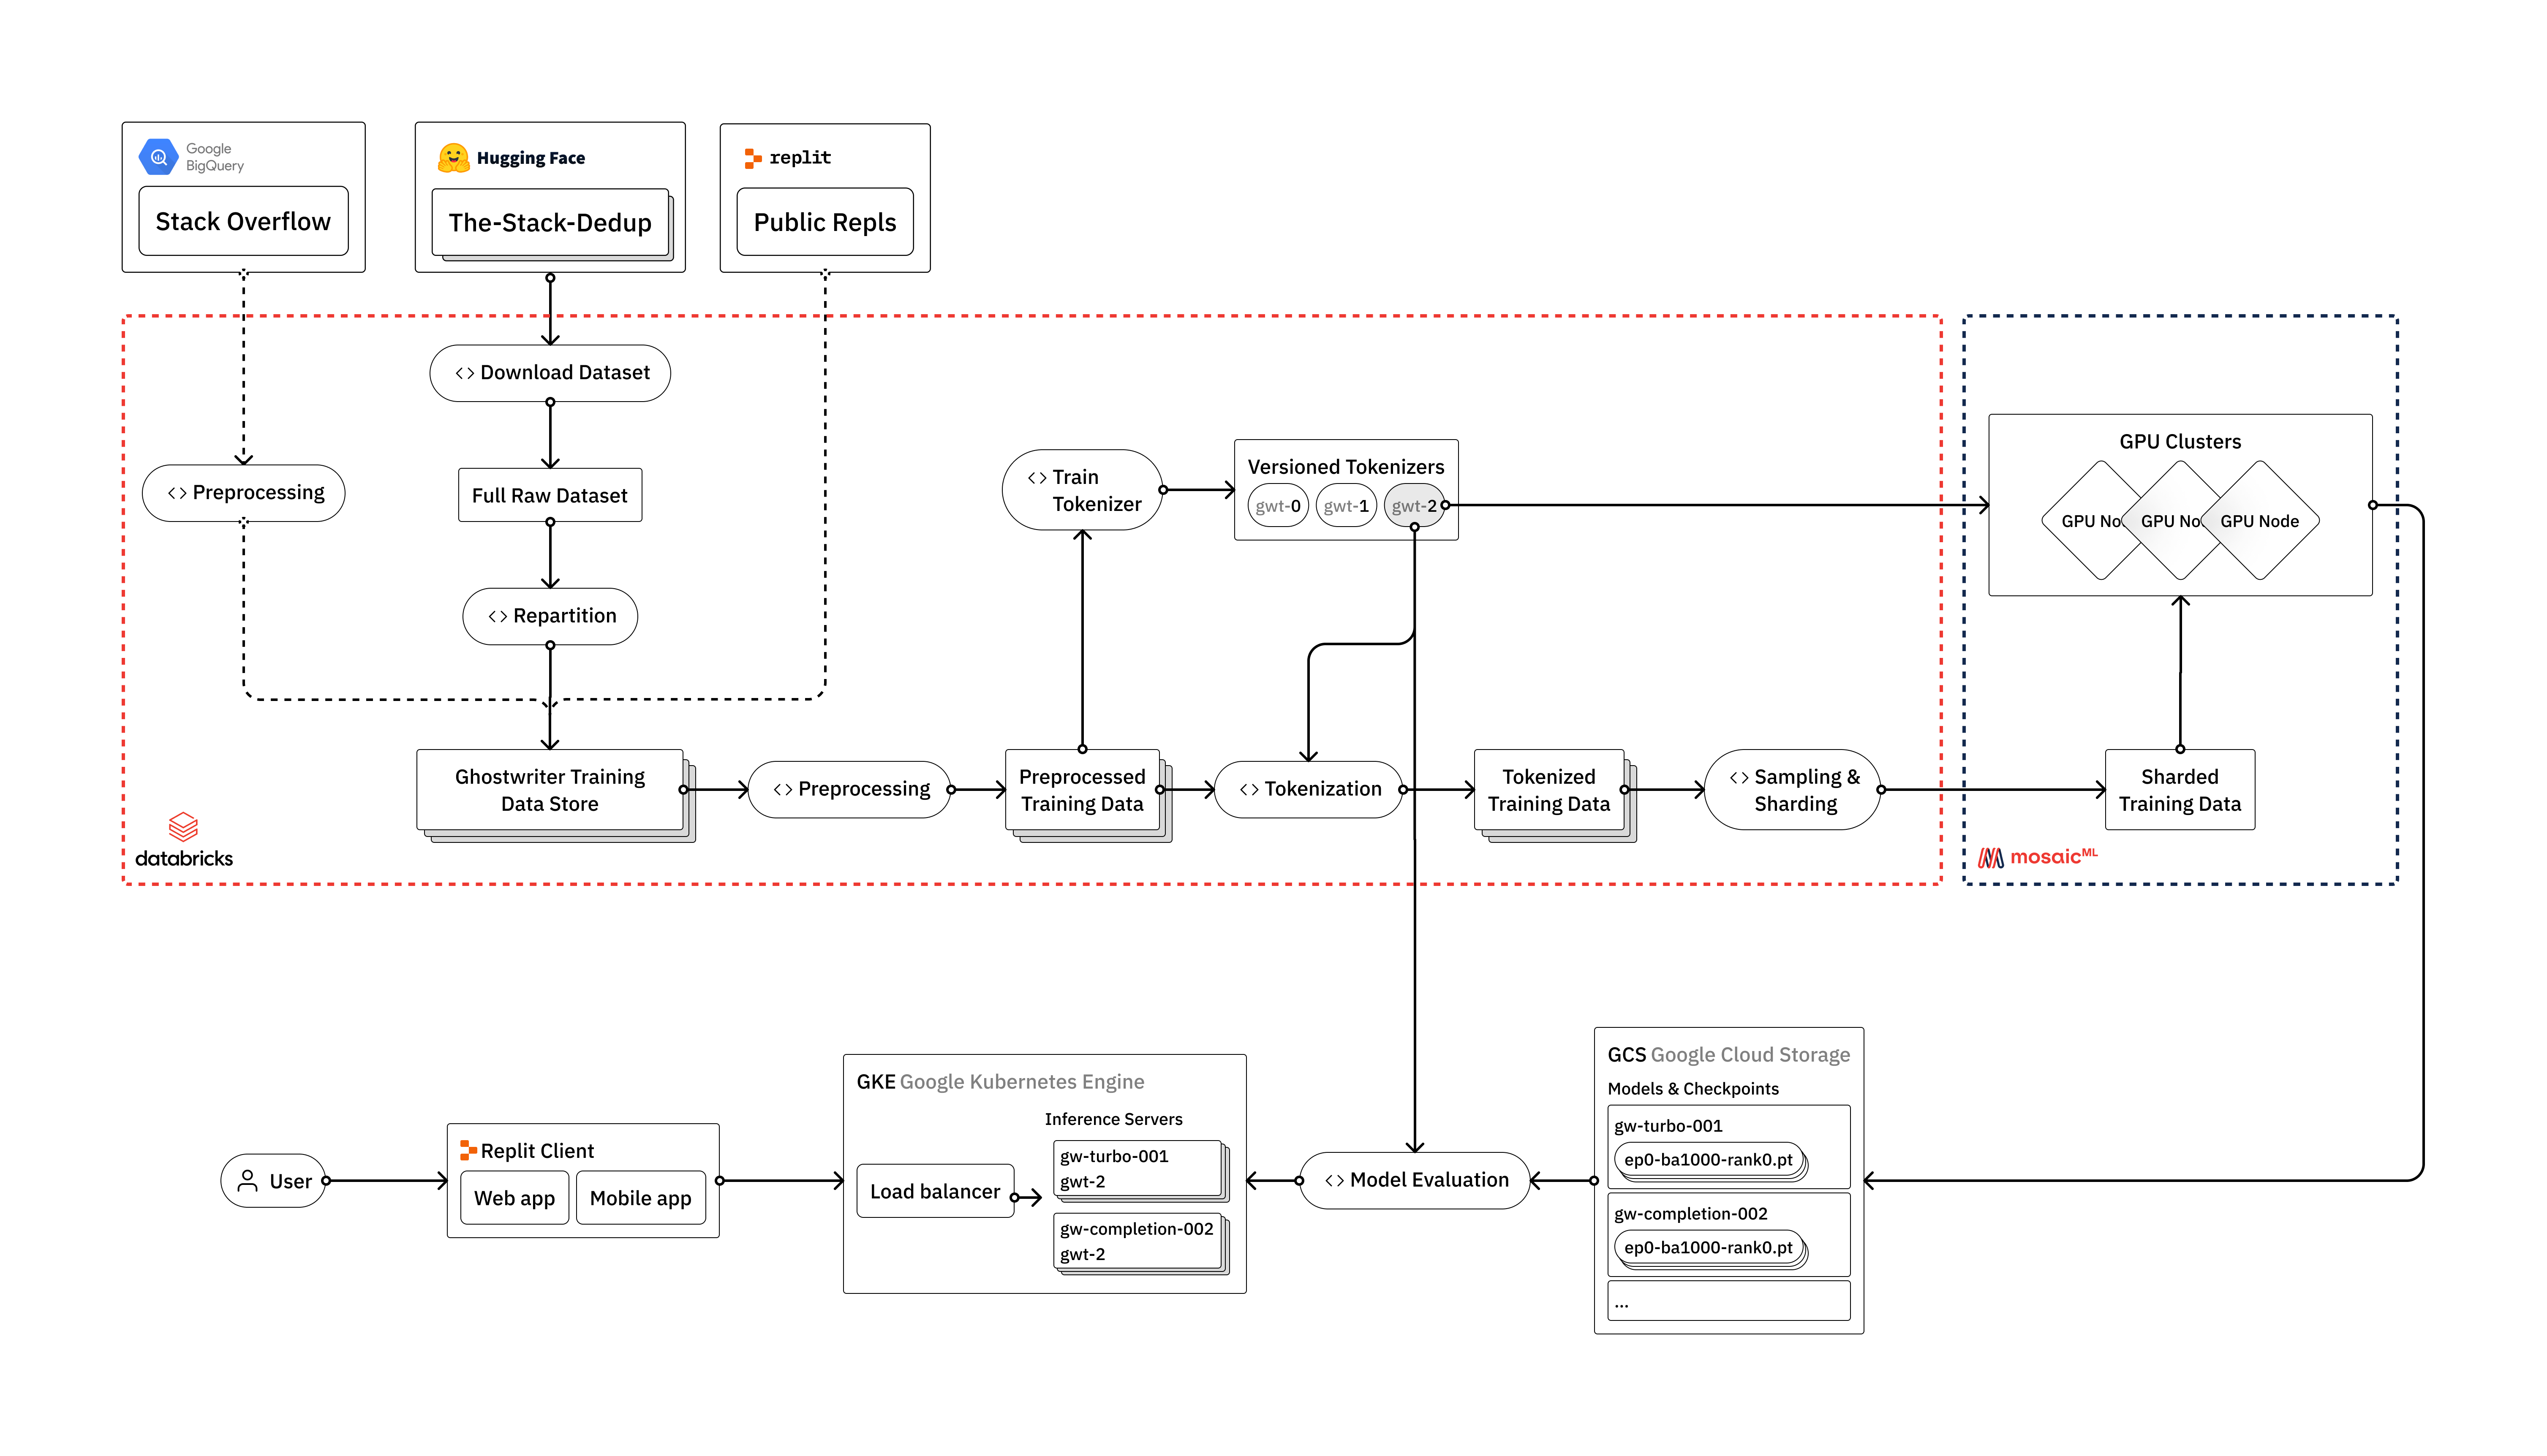 Google
BigQuery
Stack Overflow
Hugging Face
The-Stack-Dedup
replit
Public Repls
<> Download Dataset
<> Preprocessing
Full Raw Dataset
<> Repartition
<> Train
Tokenizer
Versioned Tokenizers
gwt-0
gwt-1
gwt-2
GPU Clusters
GPU No
GPU No
GPU Node
Ghostwriter Training
Data Store
<> Preprocessing
Preprocessed
Training Data
<> Tokenization
Tokenized
Training Data
<> Sampling &
Sharding
Sharded
Training Data
databricks
mosaicML
User
Replit Client
Web app
Mobile app
GKE Google Kubernetes Engine
Load balancer
Inference Servers
gw-turbo-001
gwt-2
gw-completion-002
gwt-2
<> Model Evaluation
GCS Google Cloud Storage
Models & Checkpoints
gw-turbo-001
ep0-ba1000-rank0.pt
gw-completion-002
ep0-ba1000-rank0.pt
...